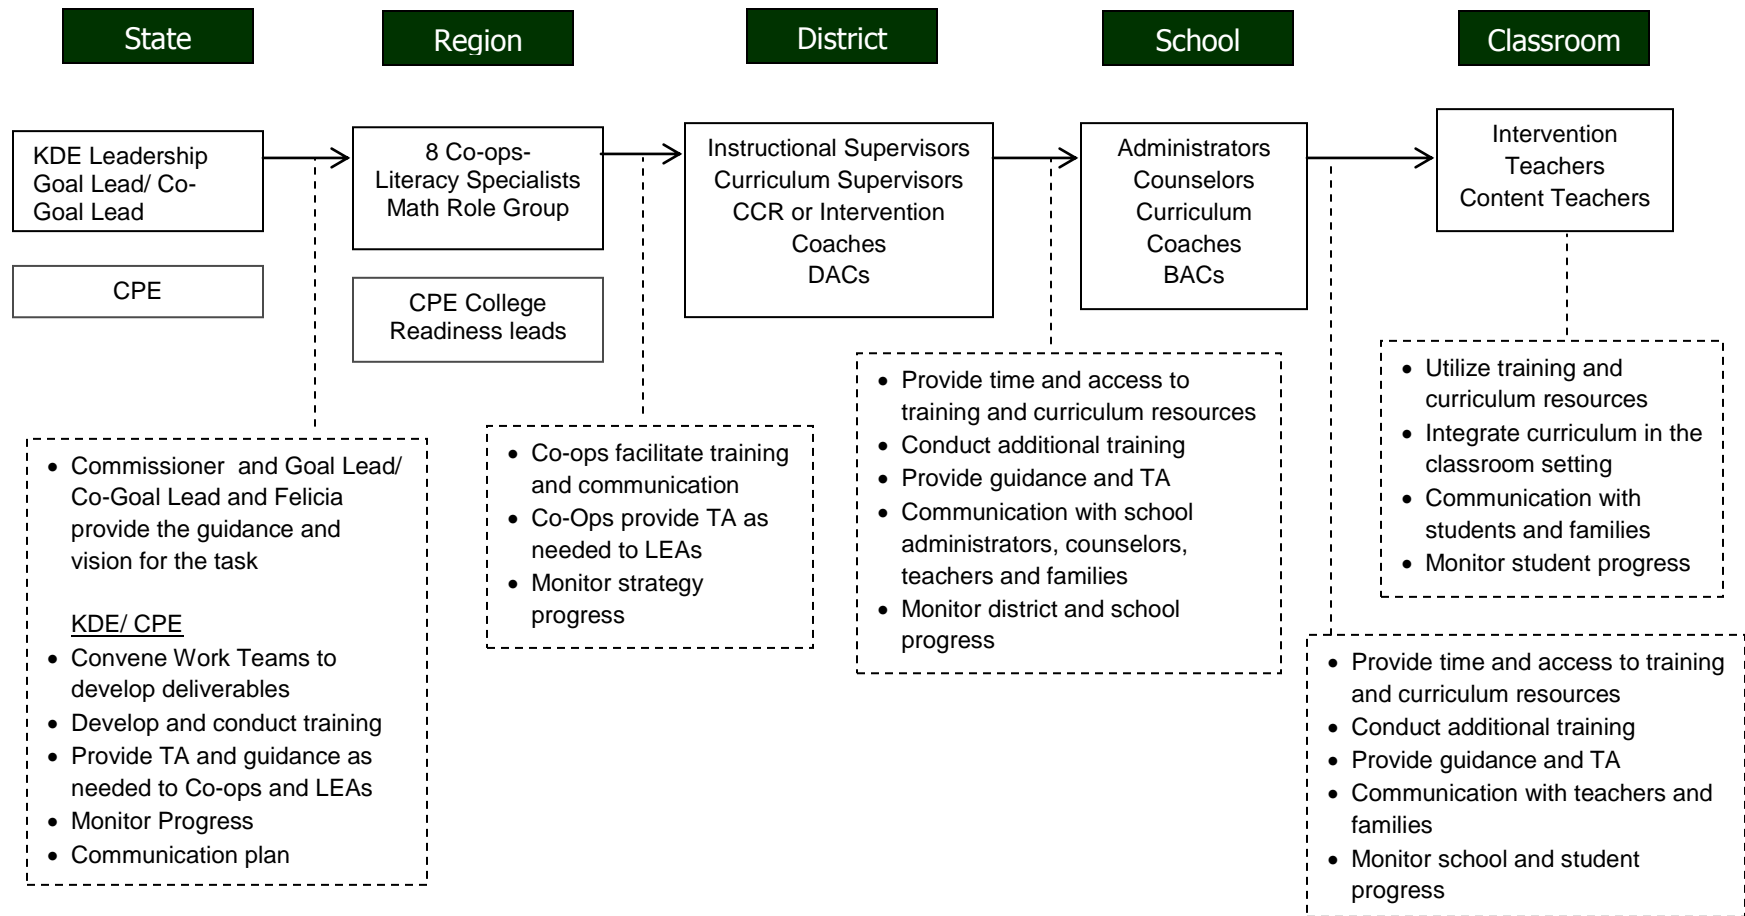 State
Region
District
School
Classroom
KDE Leadership
Goal Lead/ Co-
Goal Lead
CPE
8 Co-ops-
Literacy Specialists
Math Role Group
CPE College
Readiness leads
Instructional Supervisors
Curriculum Supervisors
CCR or Intervention
Coaches
DACs
Administrators
Counselors
Curriculum
Coaches
BACs
Intervention
Teachers
Content Teachers
• Commissioner  and Goal Lead/
Co-Goal Lead and Felicia
provide the guidance and
vision for the task
KDE/ CPE
• Convene Work Teams to
develop deliverables
• Develop and conduct training
• Provide TA and guidance as
needed to Co-ops and LEAs
• Monitor Progress
• Communication plan
• Co-ops facilitate training
and communication
• Co-Ops provide TA as
needed to LEAs
• Monitor strategy
progress
• Provide time and access to
training and curriculum resources
• Conduct additional training
• Provide guidance and TA
• Communication with school
administrators, counselors,
teachers and families
• Monitor district and school
progress
• Provide time and access to training
and curriculum resources
• Conduct additional training
• Provide guidance and TA
• Communication with teachers and
families
• Monitor school and student
progress
• Utilize training and
curriculum resources
• Integrate curriculum in the
classroom setting
• Communication with
students and families
• Monitor student progress